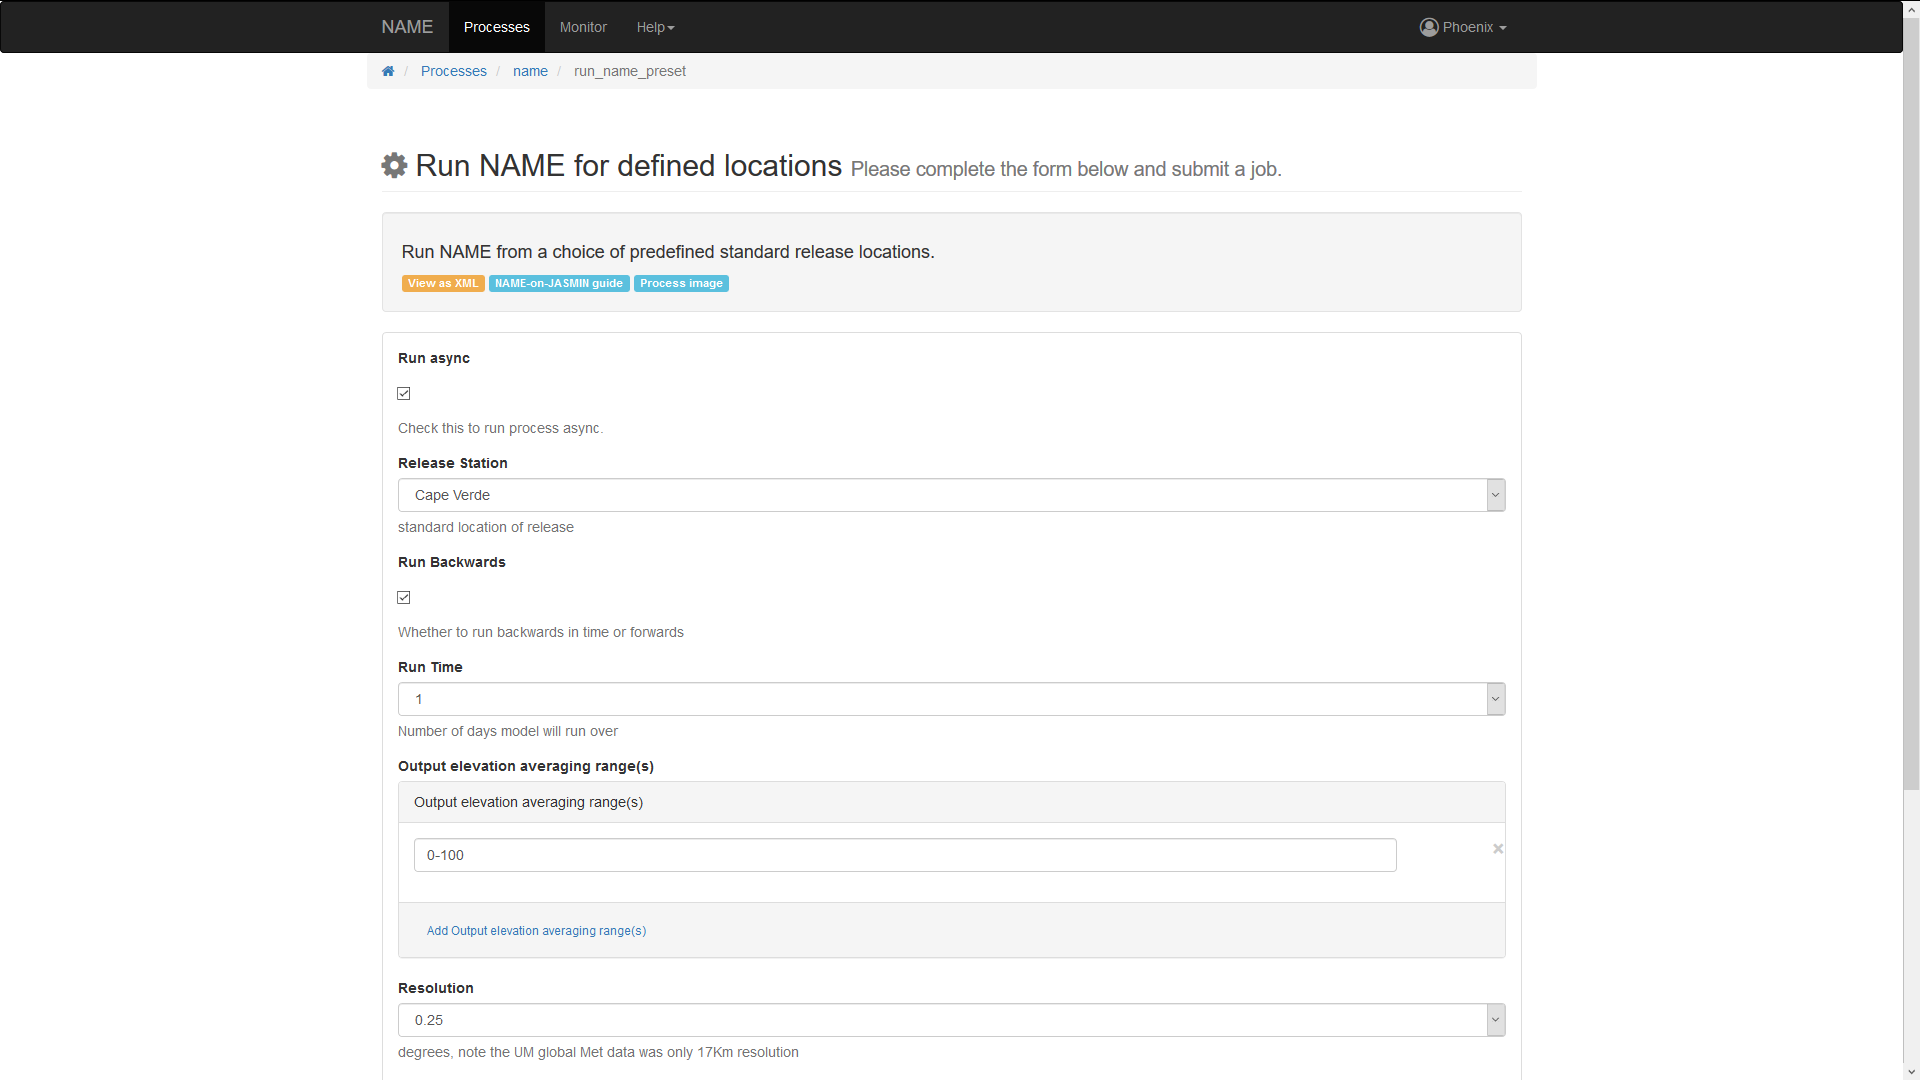 NAME Processes Monitor Help Phoenix
/ Processes / name / run_name_preset
Run NAME for defined locations Please complete the form below and submit a job.
Run NAME from a choice of predefined standard release locations.
View as XML NAME-on-JASMIN guide Process image
Run async
Check this to run process async.
Release Station
Cape Verde
standard location of release
Run Backwards
Whether to run backwards in time or forwards
Run Time
1
Number of days model will run over
Output elevation averaging range(s)
Output elevation averaging range(s)
0-100
×
Add Output elevation averaging range(s)
Resolution
0.25
degrees, note the UM global Met data was only 17Km resolution